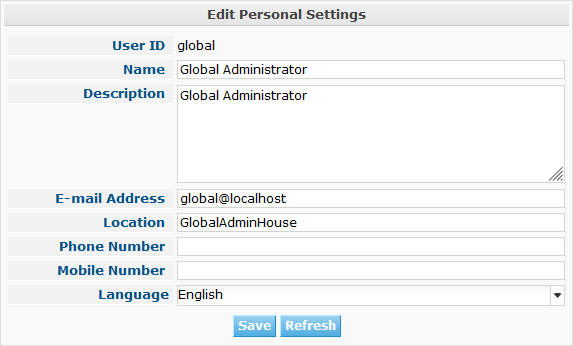 Edit Personal Settings
User ID global
Name Global Administrator
Description Global Administrator
E-mail Address global@localhost
Location GlobalAdminHouse
Phone Number
Mobile Number
Language English
Save Refresh